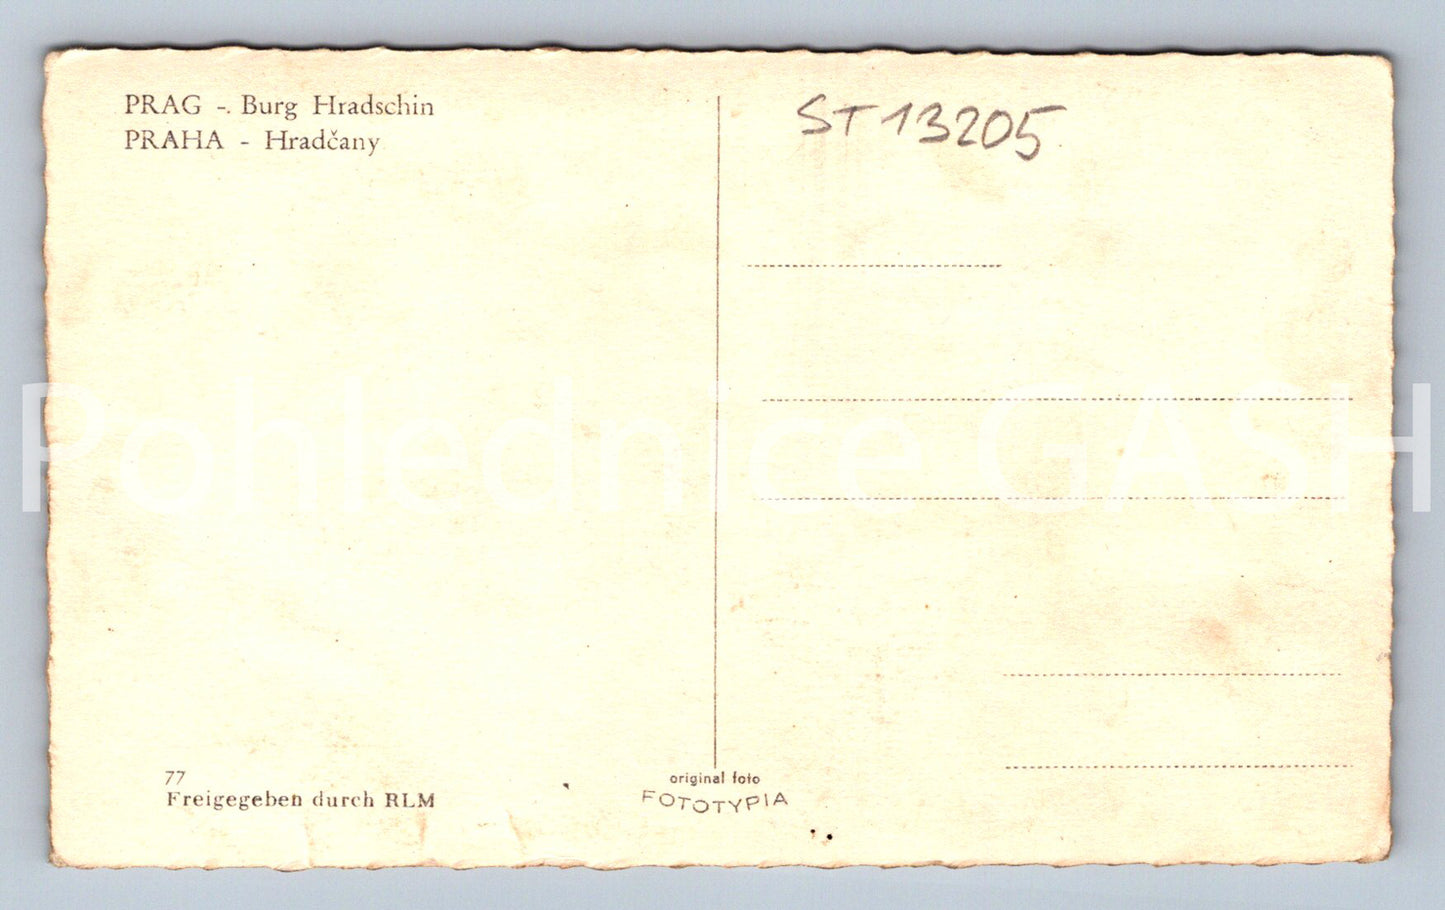 PRAG - Burg Hradschin
PRAHA - Hradčany
ST 13205
Pohlednice GASH
77
Freigegeben durch RLM
original foto
FOTOTYPIA